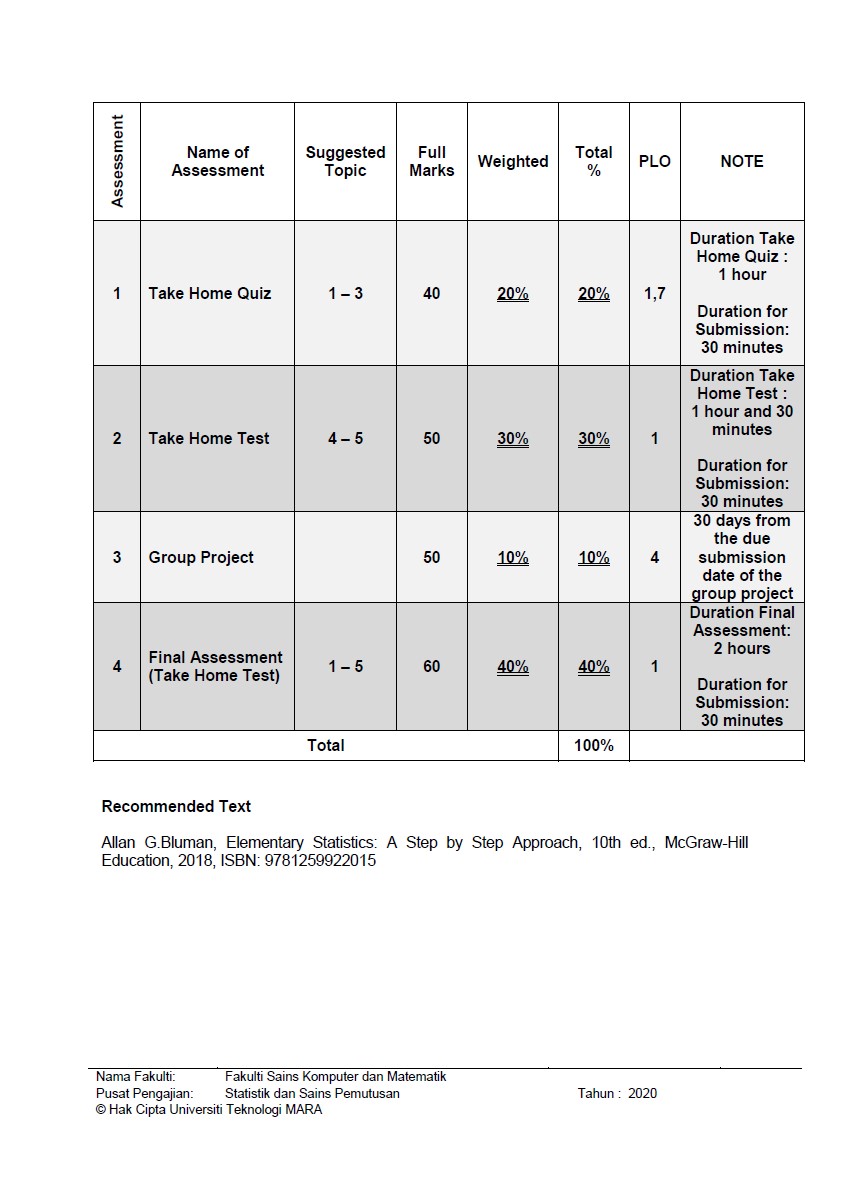 Assessment
Name of
Assessment
Suggested
Topic
Full
Marks
Weighted
Total
%
PLO
NOTE
1
Take Home Quiz
1 – 3
40
20%
20%
1,7
Duration Take
Home Quiz :
1 hour
Duration for
Submission:
30 minutes
2
Take Home Test
4 – 5
50
30%
30%
1
Duration Take
Home Test :
1 hour and 30
minutes
Duration for
Submission:
30 minutes
3
Group Project
50
10%
10%
4
30 days from
the due
submission
date of the
group project
4
Final Assessment
(Take Home Test)
1 – 5
60
40%
40%
1
Duration Final
Assessment:
2 hours
Duration for
Submission:
30 minutes
Total
100%
Recommended Text
Allan G.Bluman, Elementary Statistics: A Step by Step Approach, 10th ed., McGraw-Hill
Education, 2018, ISBN: 9781259922015
Nama Fakulti: Fakulti Sains Komputer dan Matematik
Pusat Pengajian: Statistik dan Sains Pemutusan Tahun : 2020
© Hak Cipta Universiti Teknologi MARA